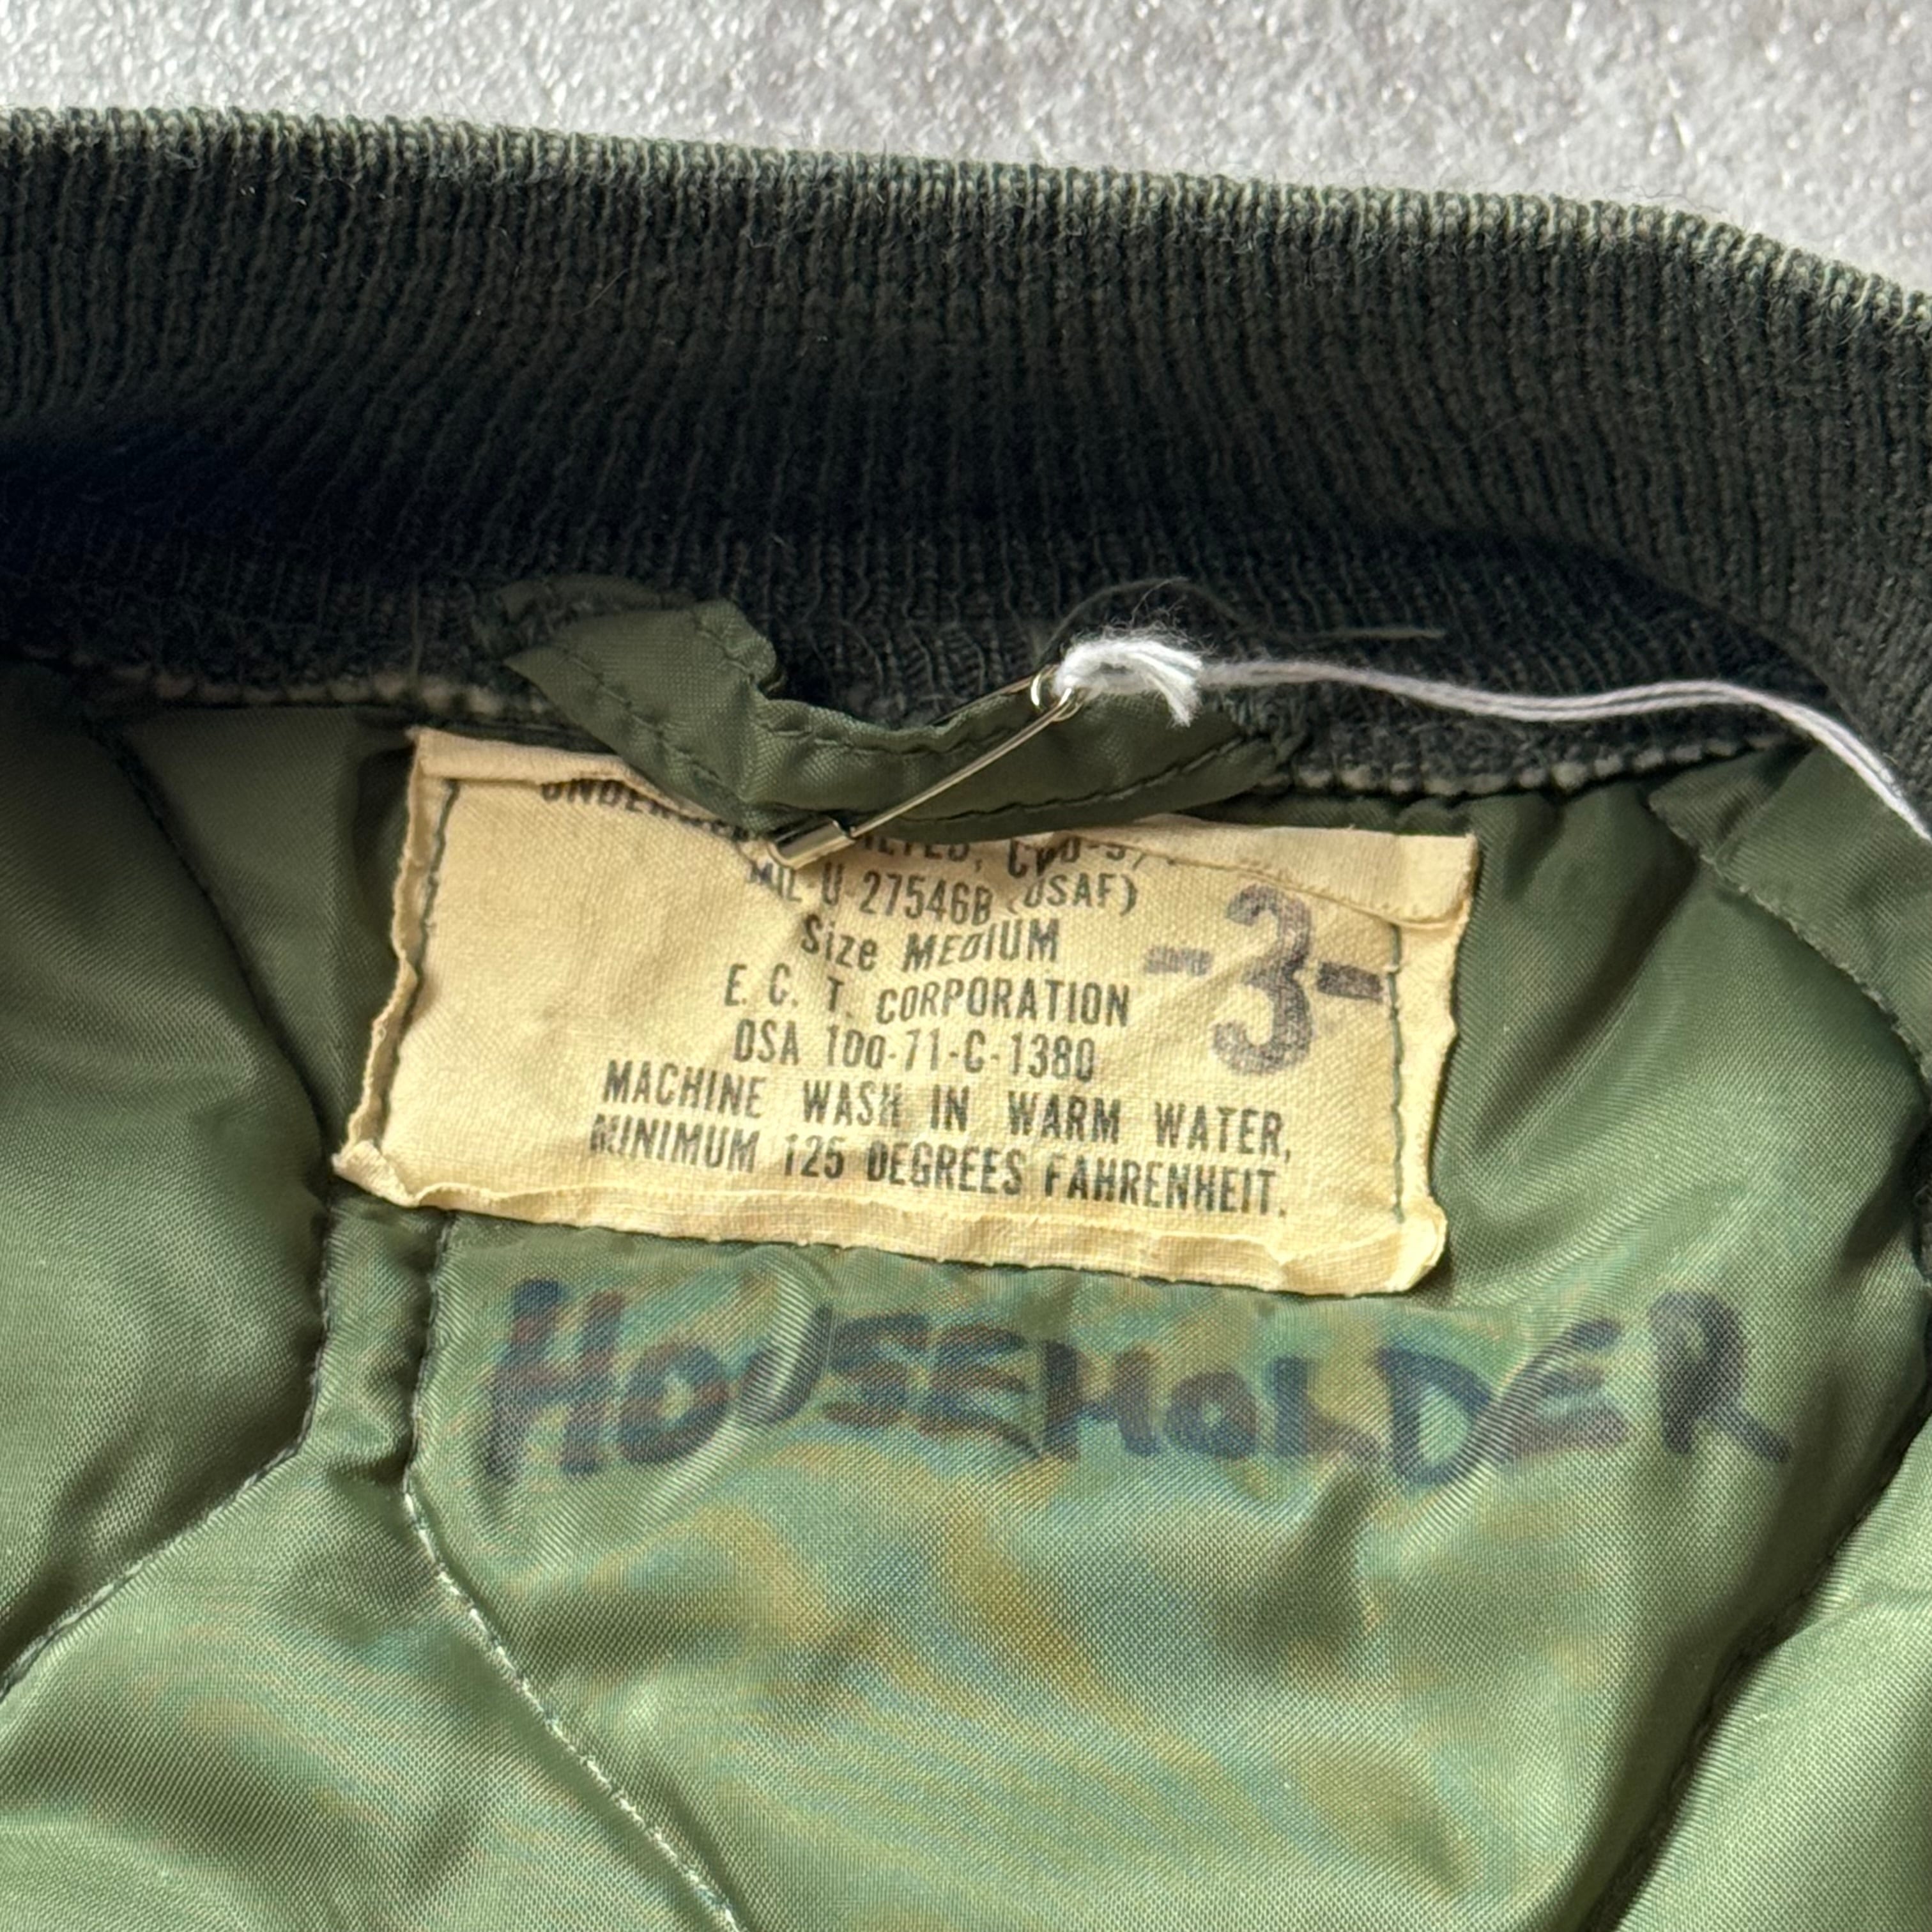 MIL-U-27546B (USAF)
Size MEDIUM
-3-
E. C. T. CORPORATION
DSA 100-71-C-1380
MACHINE WASH IN WARM WATER,
MINIMUM 125 DEGREES FAHRENHEIT.
HOUSEHOLDER